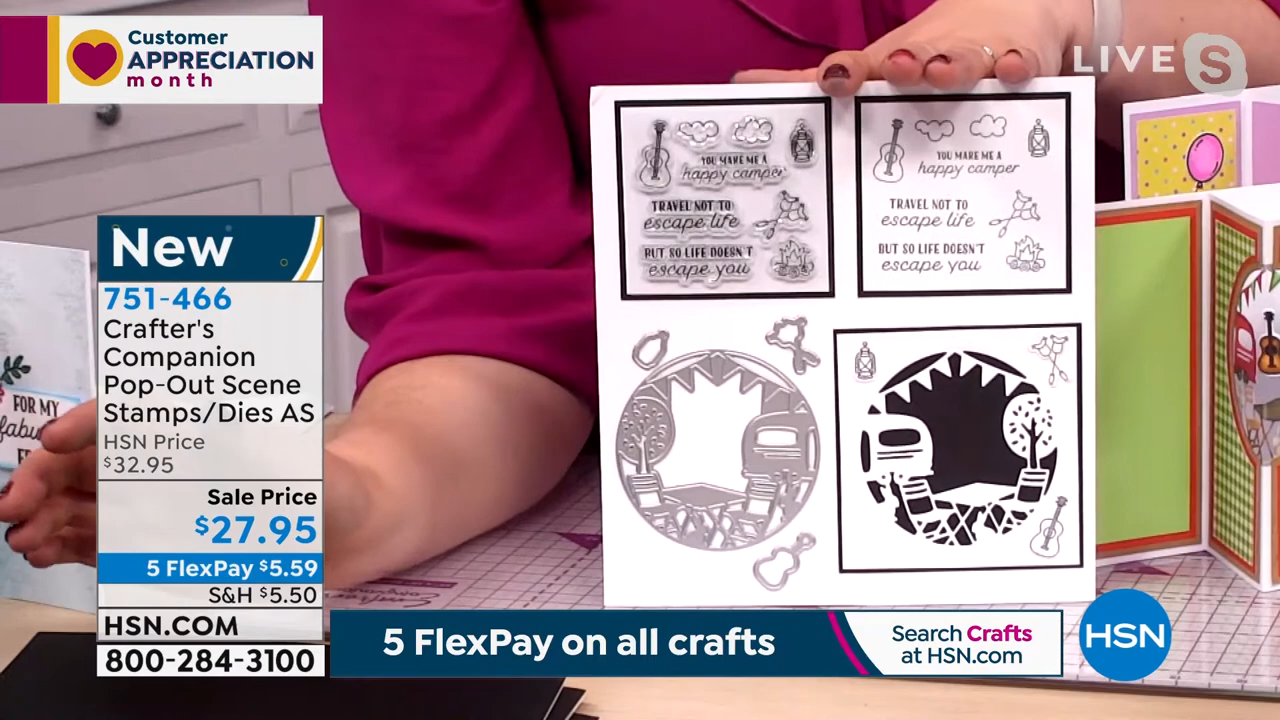 Customer
APPRECIATION
month
LIVE S
New
751-466
Crafter's
Companion
Pop-Out Scene
Stamps/Dies AS
HSN Price
$32.95
Sale Price
$27.95
5 FlexPay $5.59
S&H $5.50
HSN.COM
800-284-3100
YOU MAKE ME A
happy camper
TRAVEL NOT TO
escape life
BUT SO LIFE DOESN'T
escape you
YOU MAKE ME A
happy camper
TRAVEL NOT TO
escape life
BUT SO LIFE DOESN'T
escape you
FOR MY
5 FlexPay on all crafts
Search Crafts
at HSN.com
HSN